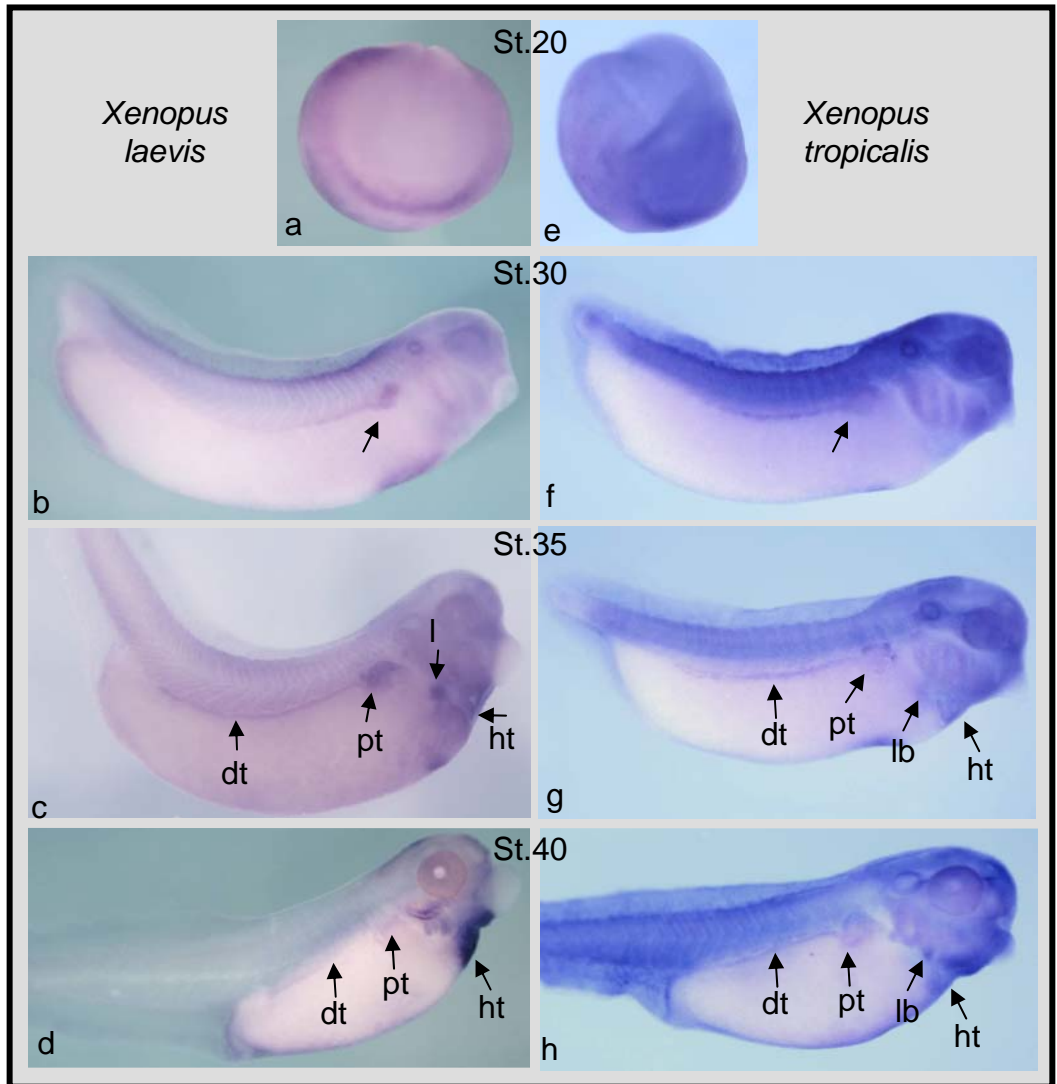 St.20
Xenopus
laevis
Xenopus
tropicalis
a
e
St.30
b
f
St.35
l
dt
pt
ht
c
dt
pt
lb
ht
g
St.40
dt
pt
ht
d
dt
pt
lb
ht
h